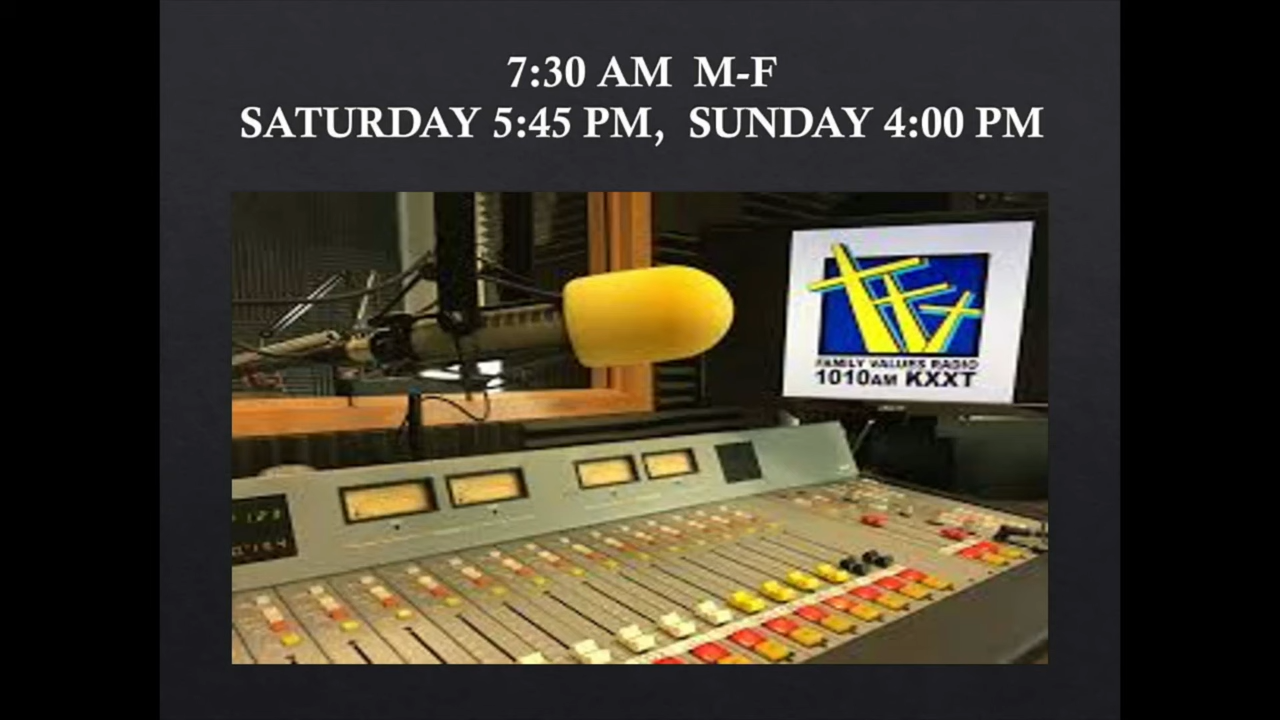 7:30 AM M-F
SATURDAY 5:45 PM, SUNDAY 4:00 PM
FAMILY VALUES RADIO
1010AM KXXT